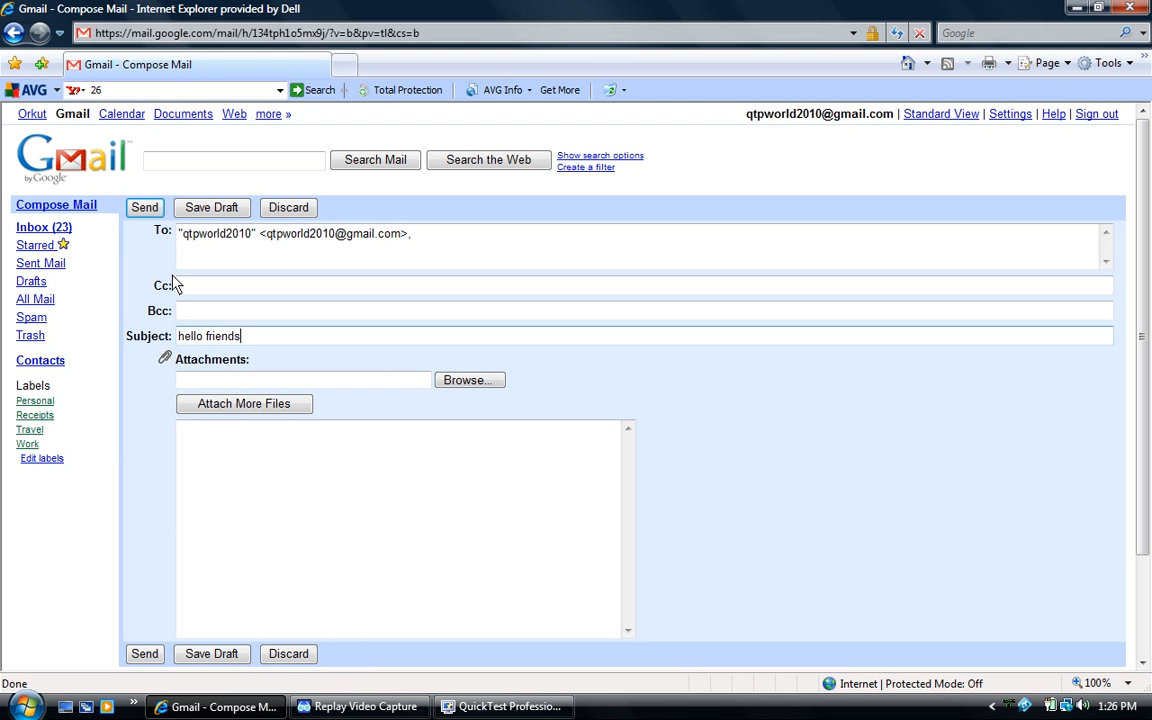 Gmail - Compose Mail - Internet Explorer provided by Dell
https://mail.google.com/mail/h/134tph1o5mx9j/?v=b&pv=tl&cs=b
Google
Gmail - Compose Mail
Page
Tools
AVG
26
Search
Total Protection
AVG Info
Get More
Orkut Gmail Calendar Documents Web more »
qtpworld2010@gmail.com | Standard View | Settings | Help | Sign out
Gmail
by Google
Search Mail
Search the Web
Show search options
Create a filter
Compose Mail
Send
Save Draft
Discard
Inbox (23)
Starred
Sent Mail
Drafts
All Mail
Spam
Trash
Contacts
Labels
Personal
Receipts
Travel
Work
Edit labels
To: "qtpworld2010" <qtpworld2010@gmail.com>,
Cc:
Bcc:
Subject: hello friends
Attachments:
Browse...
Attach More Files
Send
Save Draft
Discard
Done
Internet | Protected Mode: Off
100%
Gmail - Compose M...
Replay Video Capture
QuickTest Professio...
1:26 PM